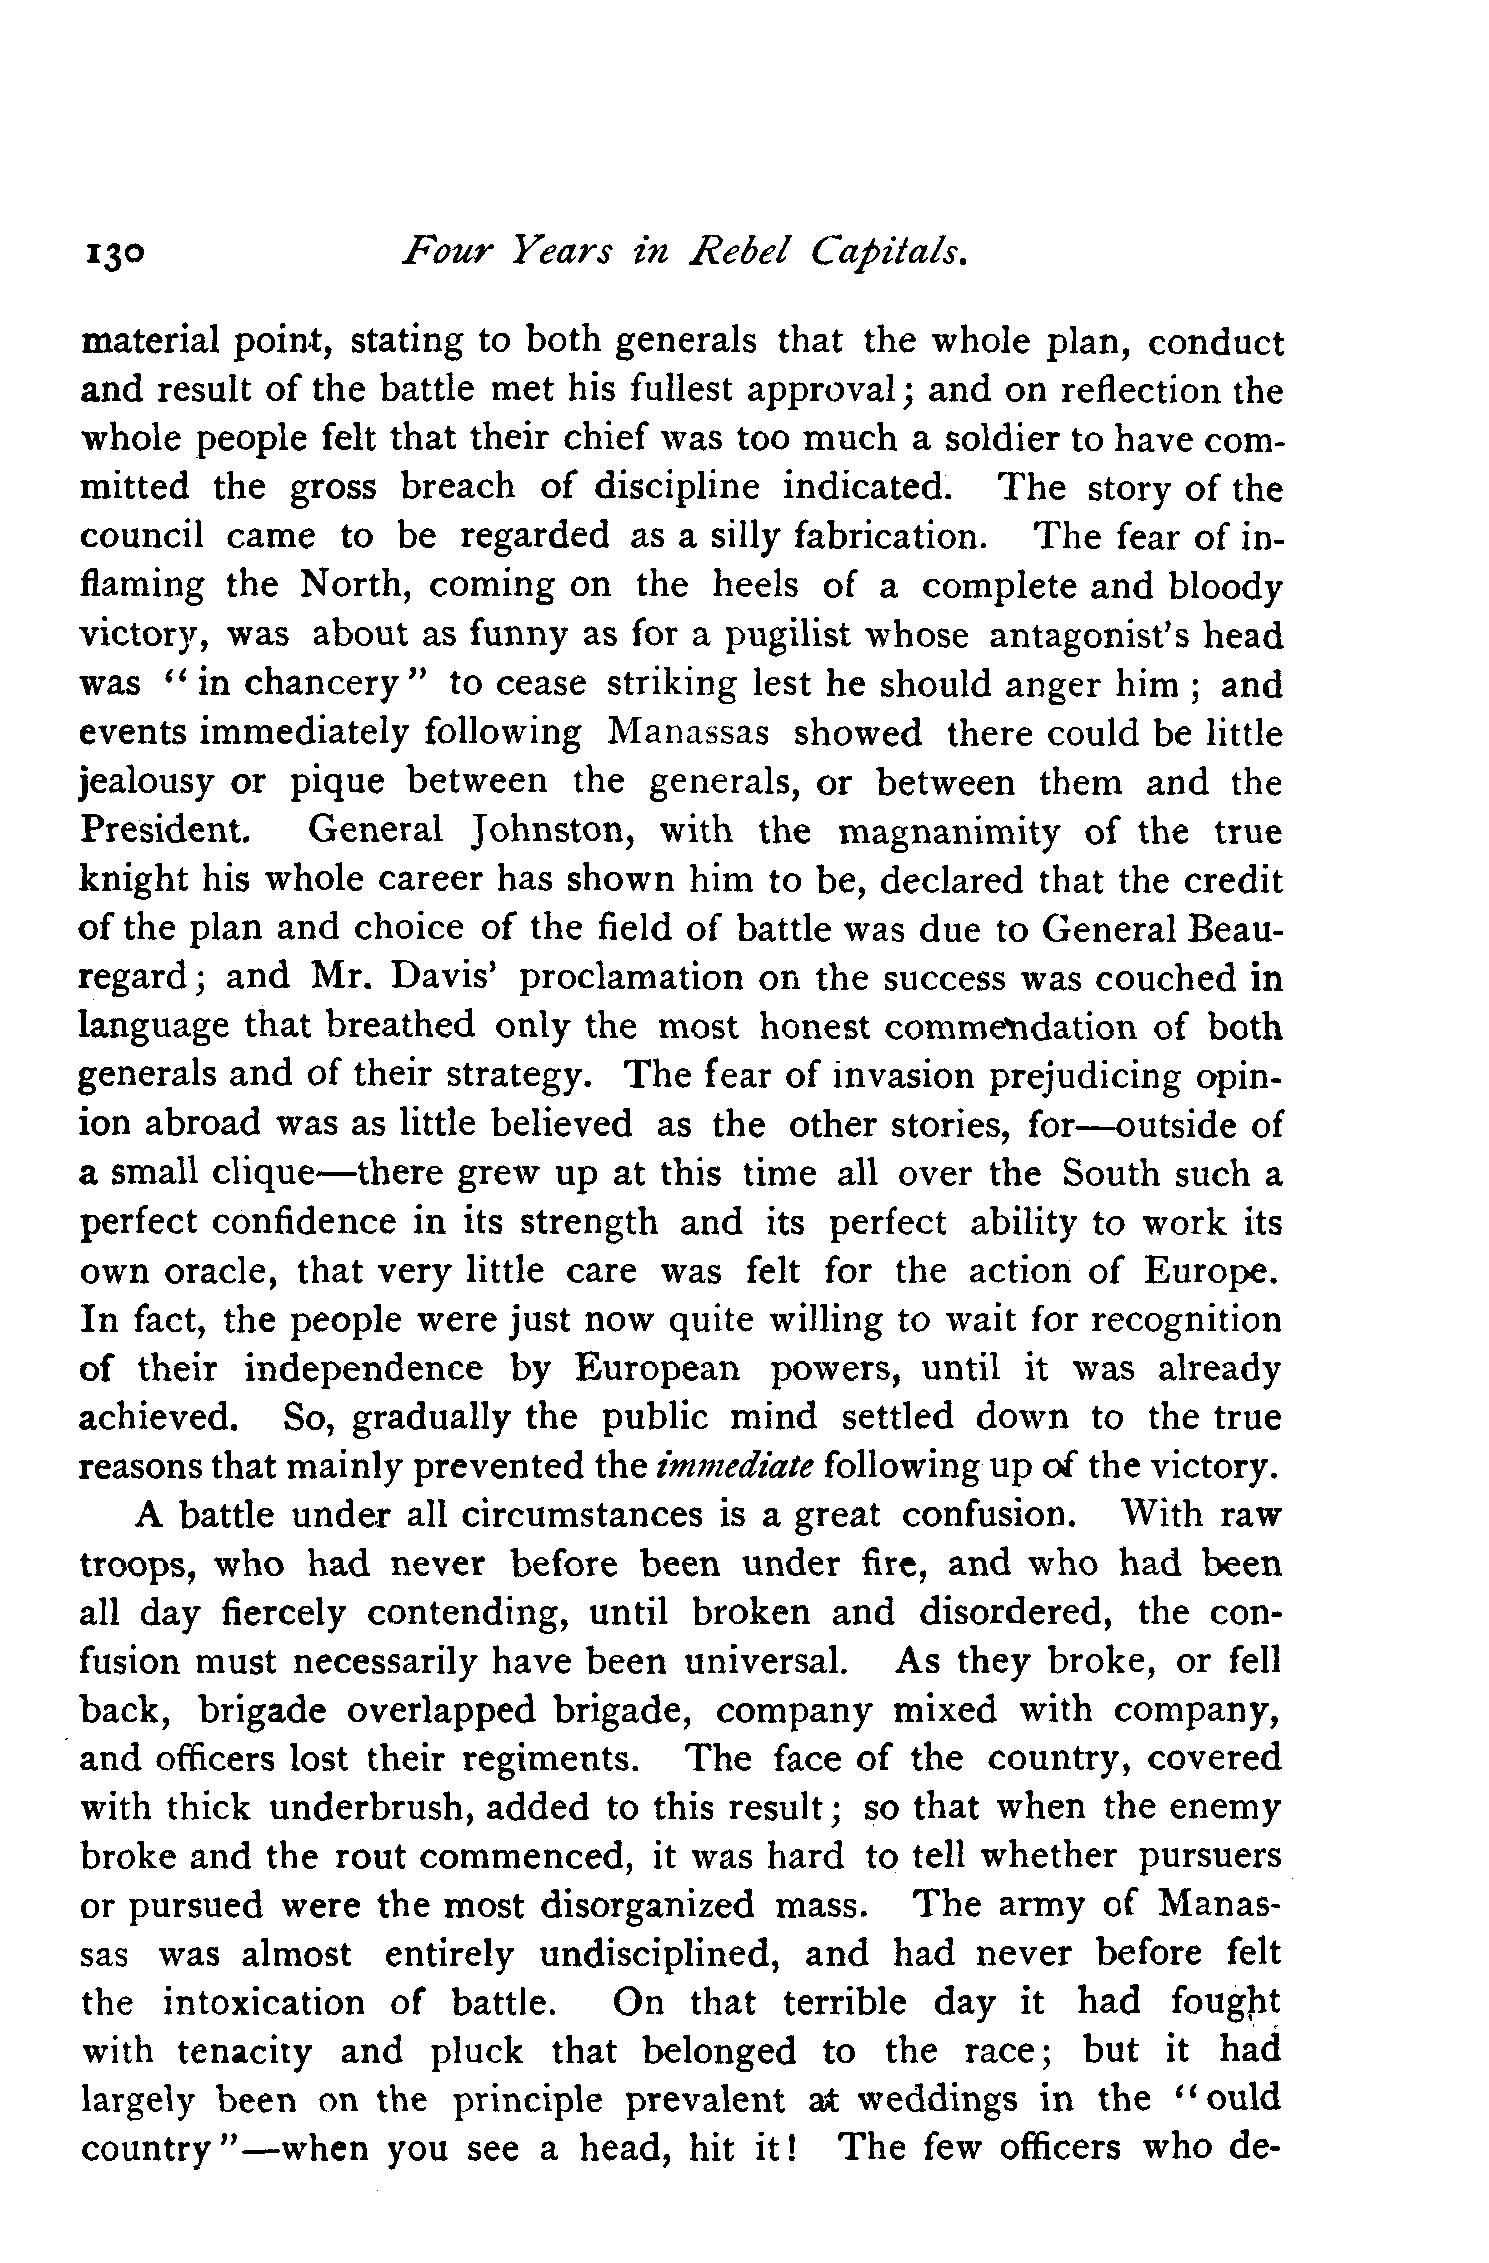 130 Four Years in Rebel Capitals.
material point, stating to both generals that the whole plan, conduct
and result of the battle met his fullest approval; and on reflection the
whole people felt that their chief was too much a soldier to have com-
mitted the gross breach of discipline indicated. The story of the
council came to be regarded as a silly fabrication. The fear of in-
flaming the North, coming on the heels of a complete and bloody
victory, was about as funny as for a pugilist whose antagonist's head
was "in chancery" to cease striking lest he should anger him; and
events immediately following Manassas showed there could be little
jealousy or pique between the generals, or between them and the
President. General Johnston, with the magnanimity of the true
knight his whole career has shown him to be, declared that the credit
of the plan and choice of the field of battle was due to General Beau-
regard; and Mr. Davis' proclamation on the success was couched in
language that breathed only the most honest commendation of both
generals and of their strategy. The fear of invasion prejudicing opin-
ion abroad was as little believed as the other stories, for—outside of
a small clique—there grew up at this time all over the South such a
perfect confidence in its strength and its perfect ability to work its
own oracle, that very little care was felt for the action of Europe.
In fact, the people were just now quite willing to wait for recognition
of their independence by European powers, until it was already
achieved. So, gradually the public mind settled down to the true
reasons that mainly prevented the immediate following up of the victory.
A battle under all circumstances is a great confusion. With raw
troops, who had never before been under fire, and who had been
all day fiercely contending, until broken and disordered, the con-
fusion must necessarily have been universal. As they broke, or fell
back, brigade overlapped brigade, company mixed with company,
and officers lost their regiments. The face of the country, covered
with thick underbrush, added to this result; so that when the enemy
broke and the rout commenced, it was hard to tell whether pursuers
or pursued were the most disorganized mass. The army of Manas-
sas was almost entirely undisciplined, and had never before felt
the intoxication of battle. On that terrible day it had fought
with tenacity and pluck that belonged to the race; but it had
largely been on the principle prevalent at weddings in the "ould
country"—when you see a head, hit it! The few officers who de-